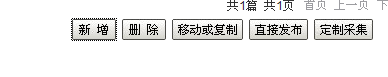 共1篇 共1页 首页 上一页 下
新 增 删 除 移动或复制 直接发布 定制采集